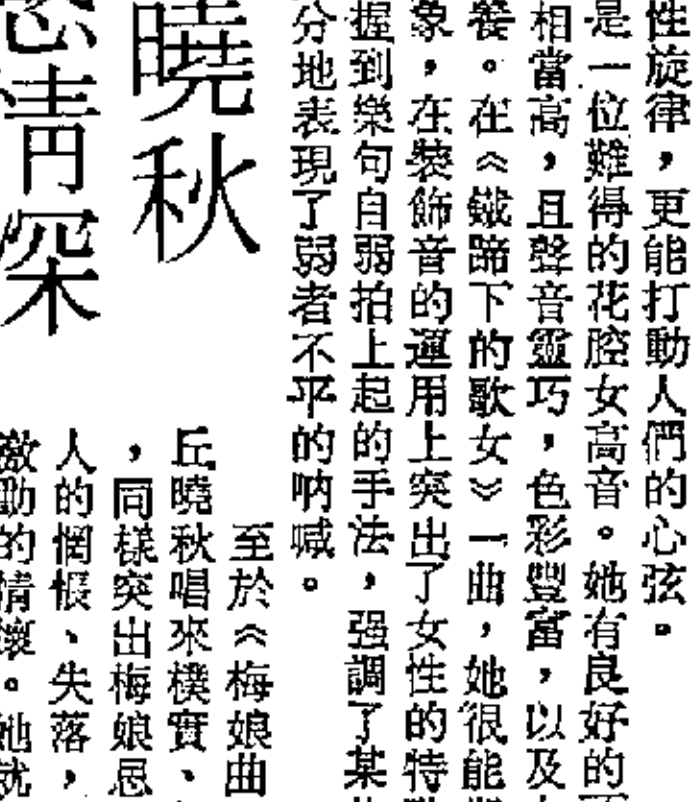 性旋律，更能打動人們的心弦。
是一位難得的花腔女高音。她有良好的
相當高，且聲音靈巧，色彩豐富，以及
養。在《鐵蹄下的歌女》一曲，她很能
象，在裝飾音的運用上突出了女性的特
握到樂句自弱拍上起的手法，强調了某
分地表現了弱者不平的吶喊。
曉秋
情深
至於《梅娘曲
丘曉秋唱來樸實、
，同樣突出梅娘思
人的惆悵、失落，
激動的情懷。她就